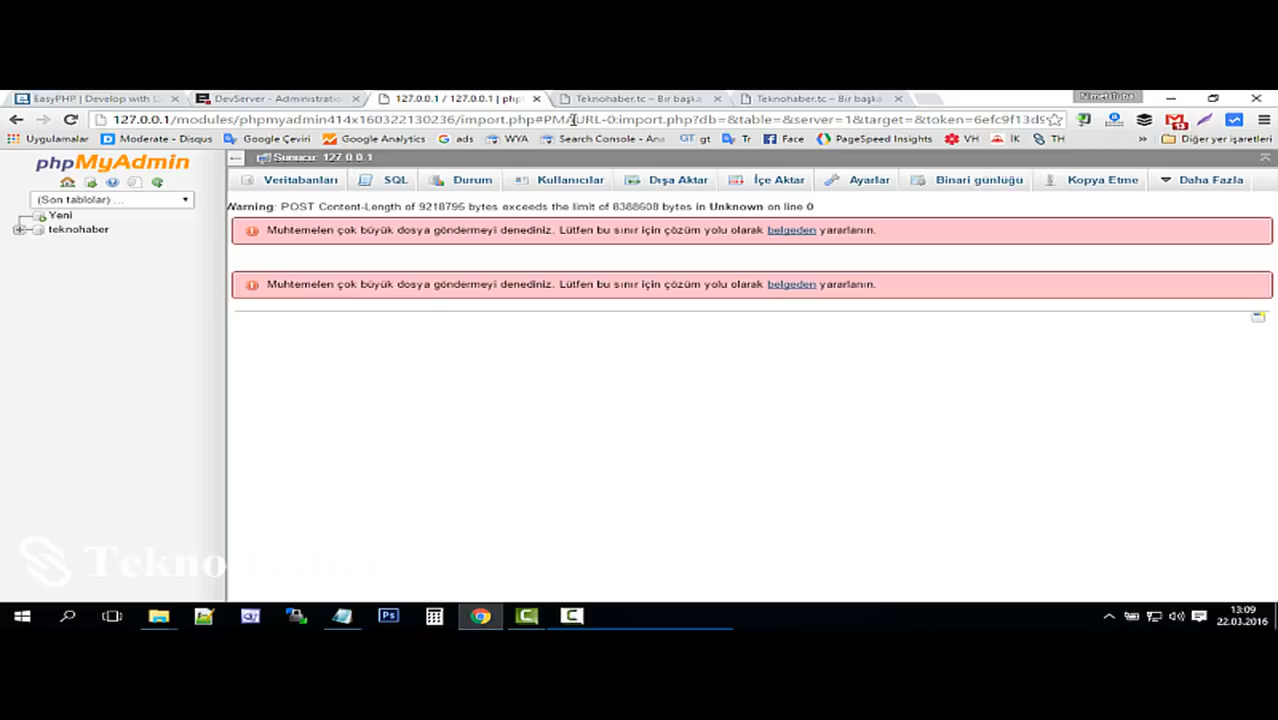 EasyPHP | Develop with D
DevServer - Administratio
127.0.0.1 / 127.0.0.1 | php
Teknohaber.tc – Bir başka
Teknohaber.tc – Bir başka
127.0.0.1/modules/phpmyadmin414x160322130236/import.php#PMAURL-0:import.php?db=&table=&server=1&target=&token=6efc9f13d9
Uygulamalar
Moderate - Disqus
Google Çeviri
Google Analytics
ads
WYA
Search Console - Ana
GT gt
Tr
Face
PageSpeed Insights
VH
İK
TH
»
Diğer yer işaretleri
phpMyAdmin
Sunucu: 127.0.0.1
(Son tablolar) ...
Yeni
teknohaber
Veritabanları
SQL
Durum
Kullanıcılar
Dışa Aktar
İçe Aktar
Ayarlar
Binari günlüğü
Kopya Etme
Daha Fazla
Warning: POST Content-Length of 9218795 bytes exceeds the limit of 8388608 bytes in Unknown on line 0
Muhtemelen çok büyük dosya göndermeyi denediniz. Lütfen bu sınır için çözüm yolu olarak belgeden yararlanın.
Muhtemelen çok büyük dosya göndermeyi denediniz. Lütfen bu sınır için çözüm yolu olarak belgeden yararlanın.
Ps
13:09
22.03.2016